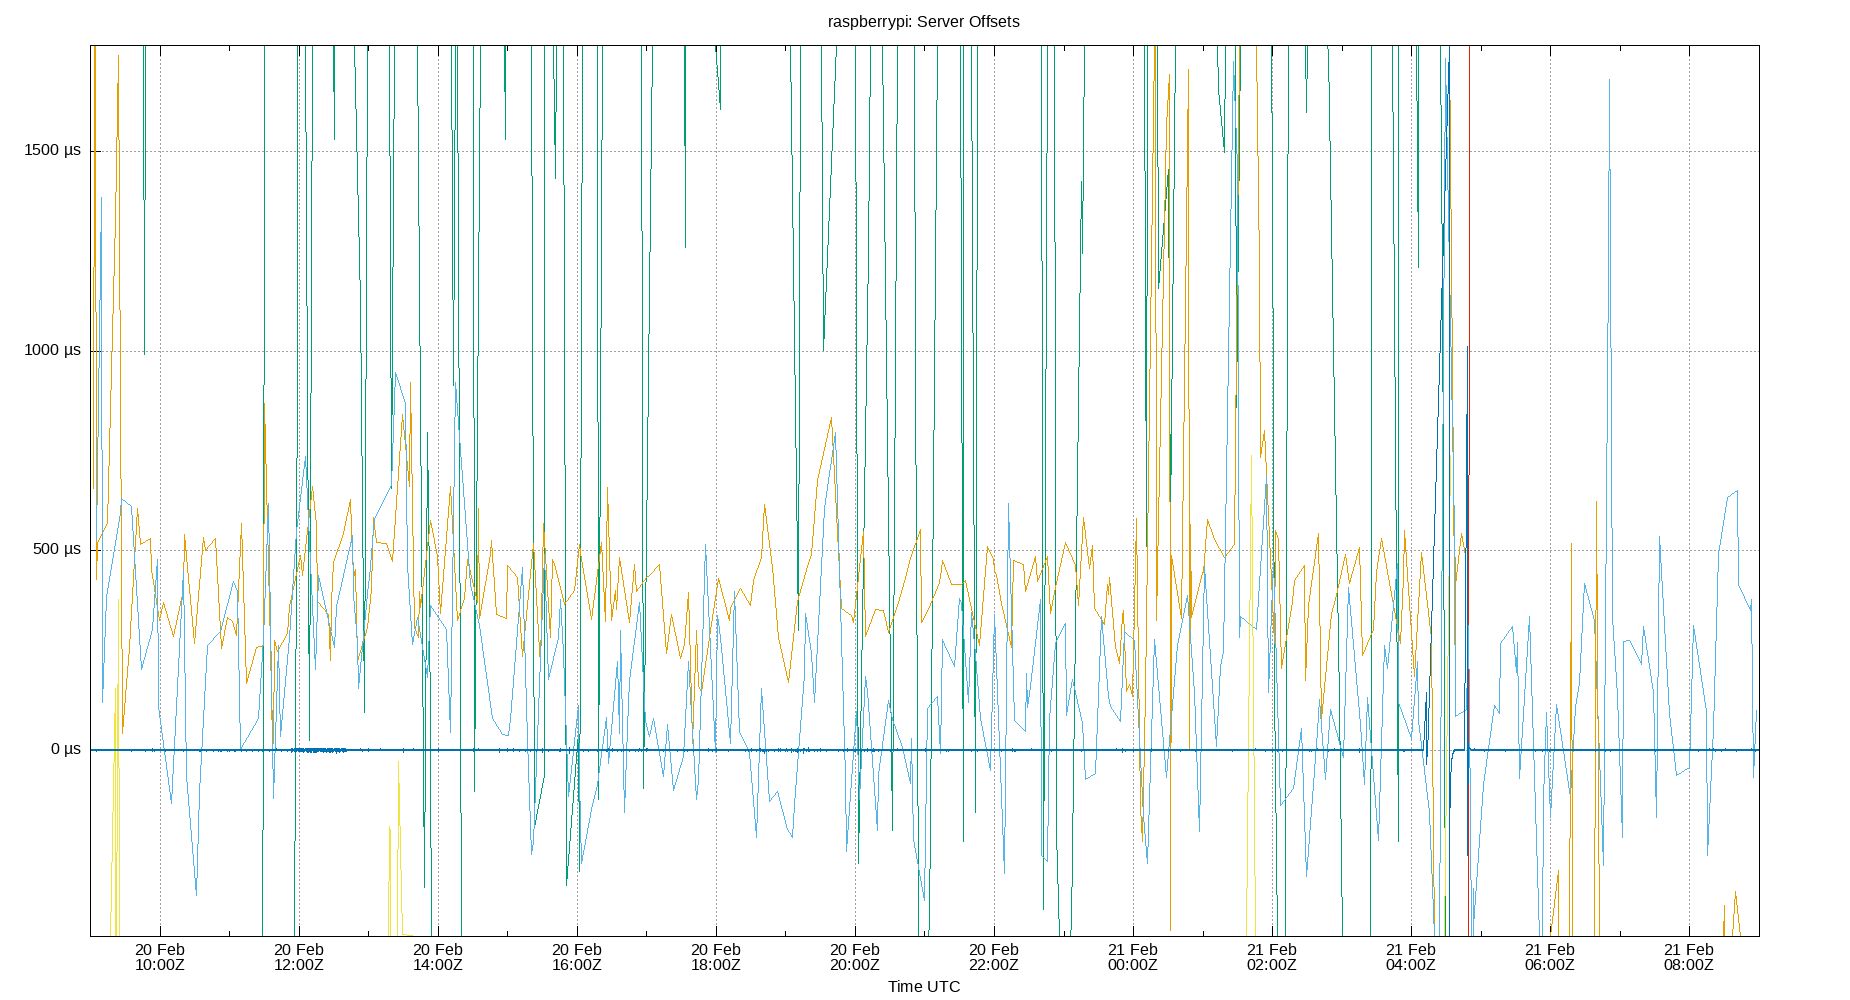 raspberrypi: Server Offsets
1500 µs
1000 µs
500 µs
0 µs
20 Feb 20 Feb 20 Feb 20 Feb 20 Feb 20 Feb 20 Feb 21 Feb 21 Feb 21 Feb 21 Feb 21 Feb
10:00Z 12:00Z 14:00Z 16:00Z 18:00Z 20:00Z 22:00Z 00:00Z 02:00Z 04:00Z 06:00Z 08:00Z
Time UTC